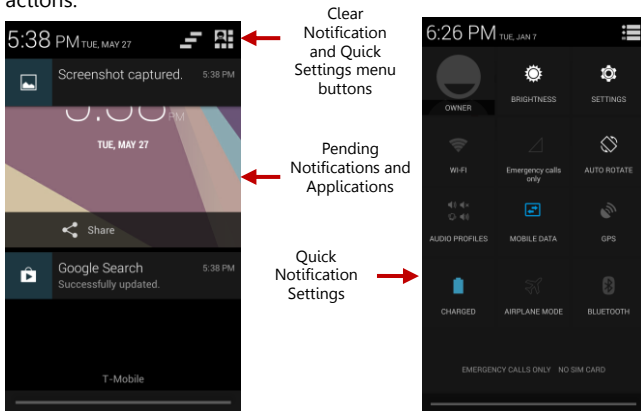 actions.
5:38 PM TUE, MAY 27
Screenshot captured. 5:38 PM
PM
TUE, MAY 27
Share
Google Search 5:38 PM
Successfully updated.
T-Mobile
Clear
Notification
and Quick
Settings menu
buttons
Pending
Notifications and
Applications
Quick
Notification
Settings
6:26 PM TUE, JAN 7
OWNER
BRIGHTNESS
SETTINGS
WI-FI
Emergency calls
only
AUTO ROTATE
AUDIO PROFILES
MOBILE DATA
GPS
CHARGED
AIRPLANE MODE
BLUETOOTH
EMERGENCY CALLS ONLY NO SIM CARD